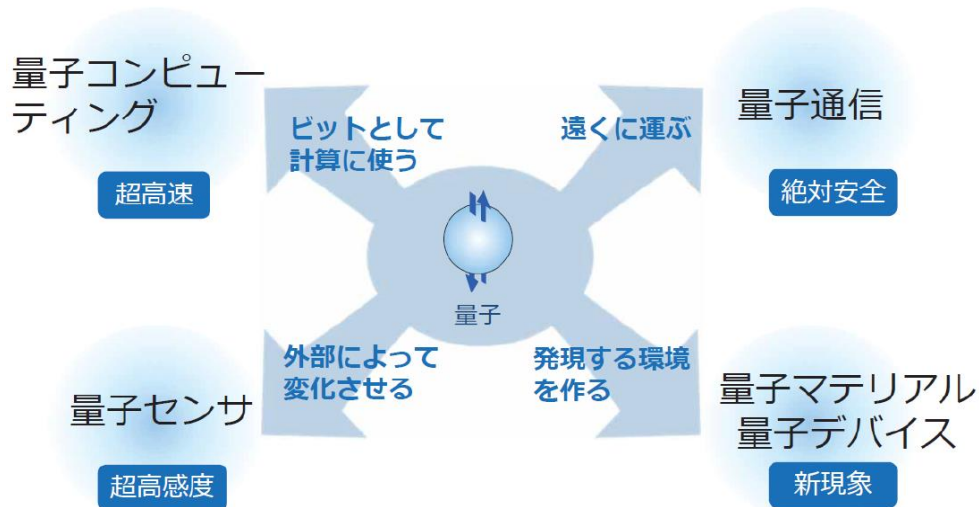 量子コンピュー
ティング
超高速
ビットとして
計算に使う
遠くに運ぶ
量子通信
絶対安全
量子
外部によって
変化させる
量子センサ
超高感度
発現する環境
を作る
量子マテリアル
量子デバイス
新現象